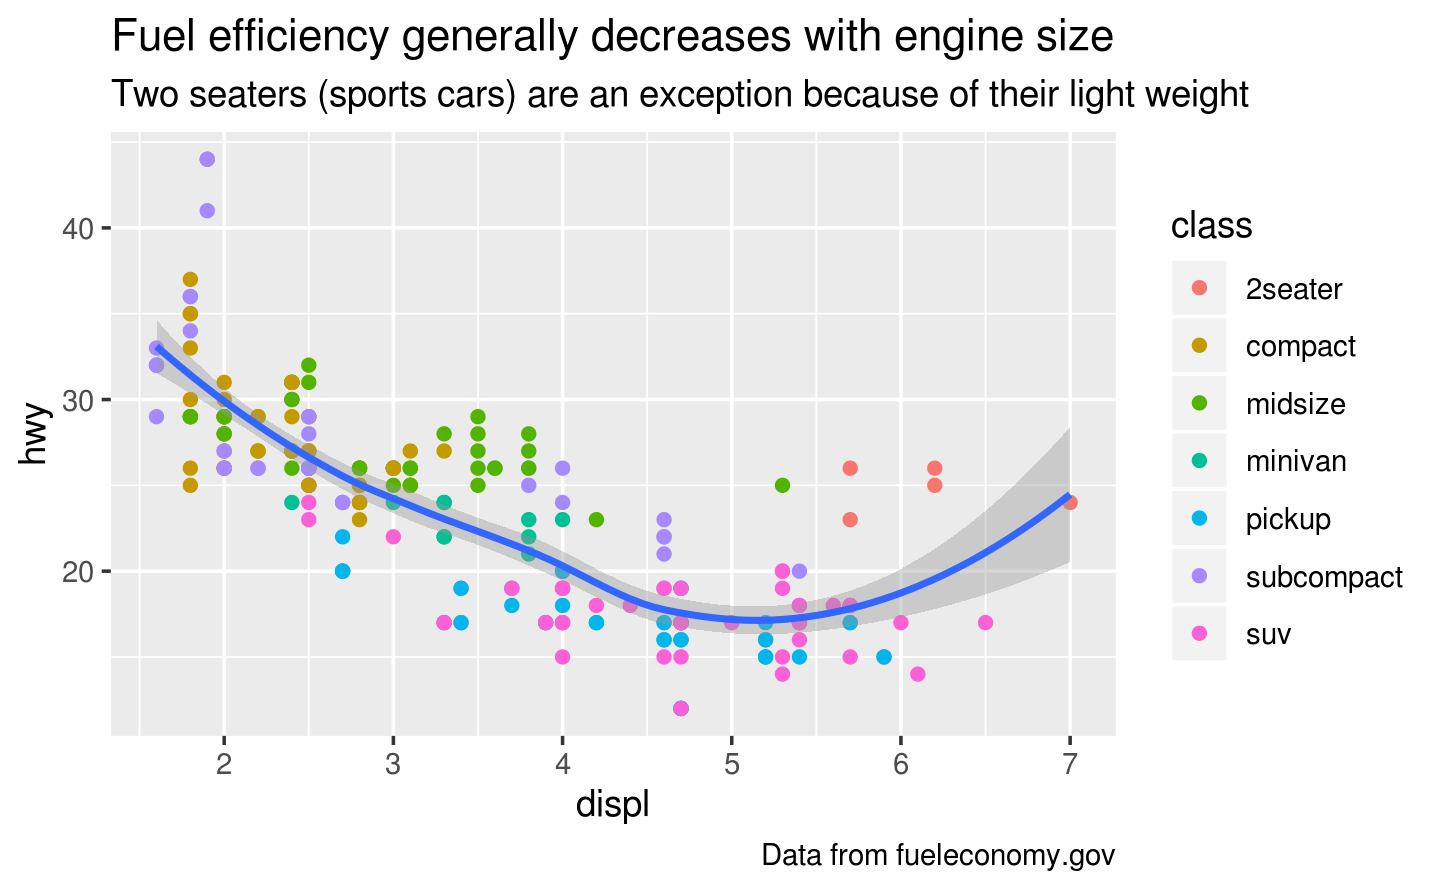 Fuel efficiency generally decreases with engine size
Two seaters (sports cars) are an exception because of their light weight
hwy
40
30
20
2 3 4 5 6 7
displ
class
2seater
compact
midsize
minivan
pickup
subcompact
suv
Data from fueleconomy.gov